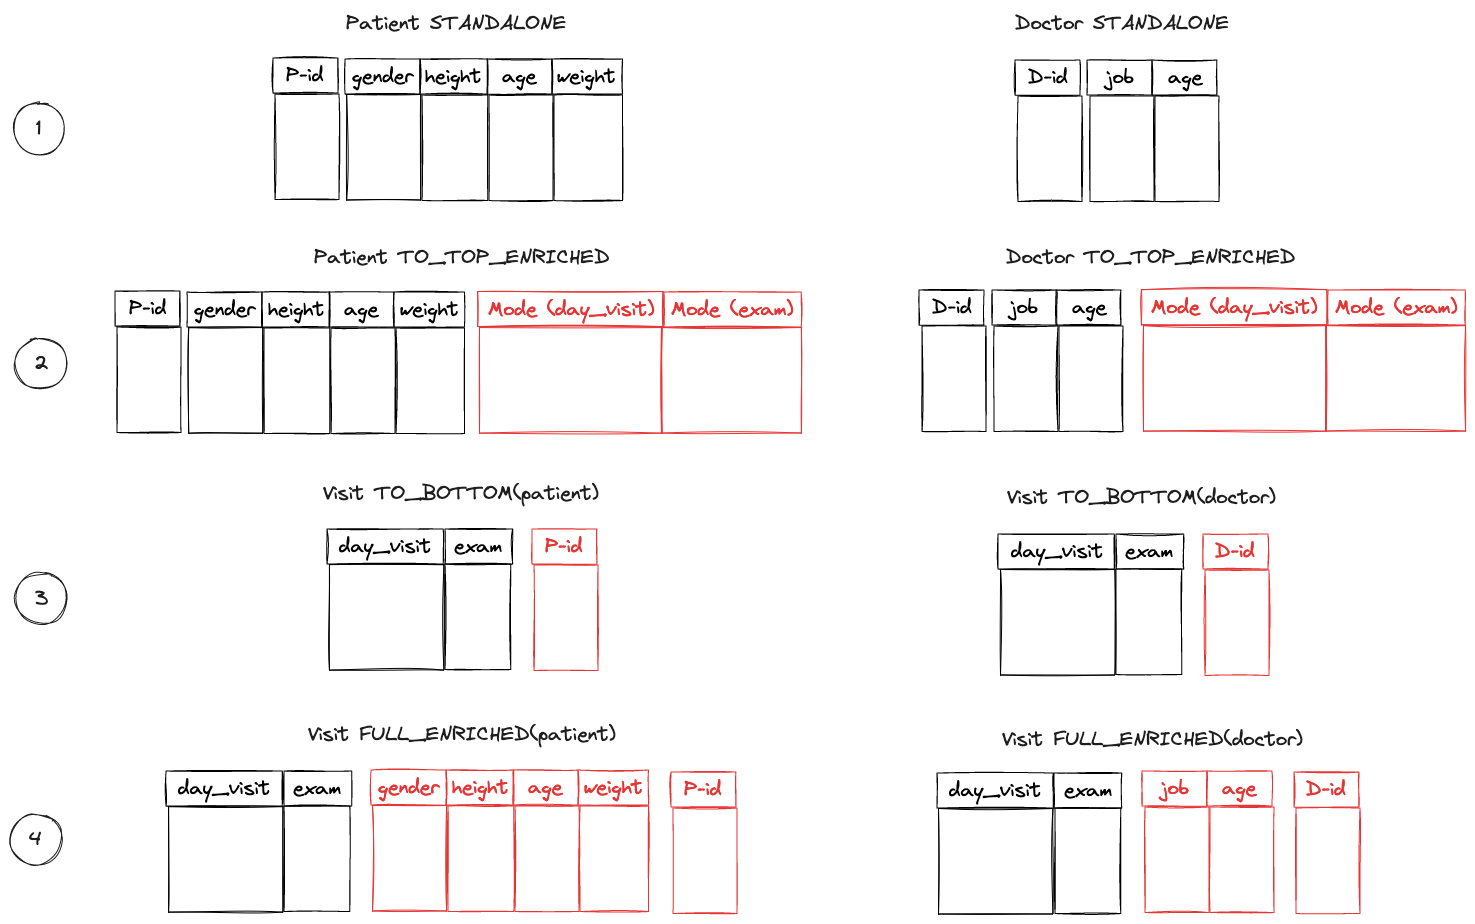 Patient STANDALONE
Doctor STANDALONE
P-id gender height age weight
D-id job age
1
Patient TO_TOP_ENRICHED
Doctor TO_TOP_ENRICHED
P-id gender height age weight Mode (day_visit) Mode (exam)
D-id job age Mode (day_visit) Mode (exam)
2
Visit TO_BOTTOM(patient)
Visit TO_BOTTOM(doctor)
day_visit exam P-id
day_visit exam D-id
3
Visit FULL_ENRICHED(patient)
Visit FULL_ENRICHED(doctor)
day_visit exam gender height age weight P-id
day_visit exam job age D-id
4